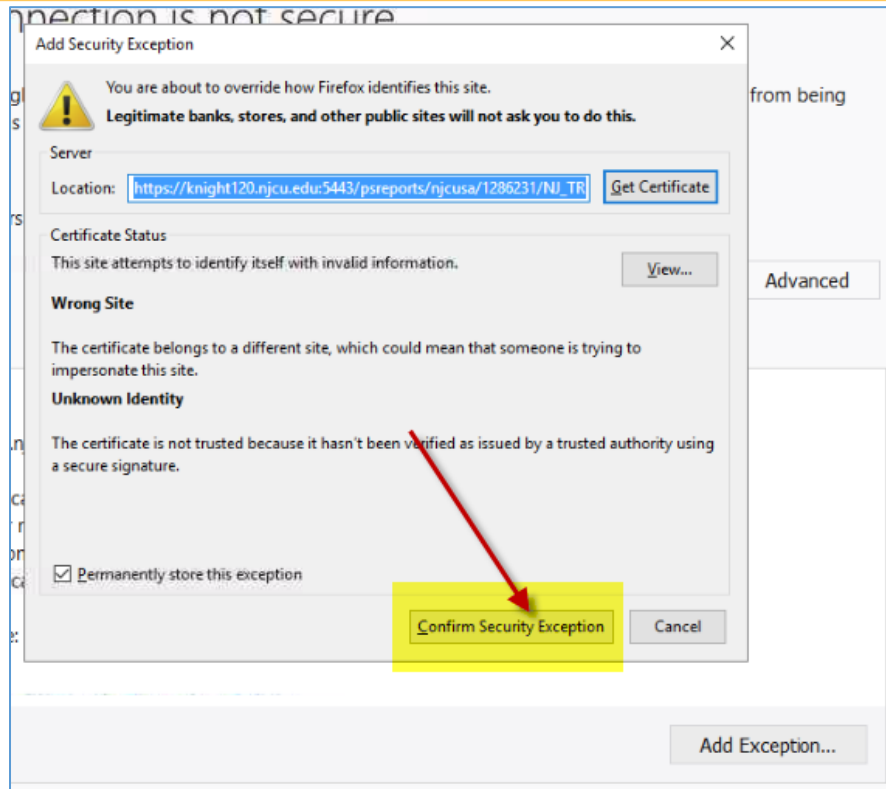 nnection is not secure
Add Security Exception
You are about to override how Firefox identifies this site.
Legitimate banks, stores, and other public sites will not ask you to do this.
from being
Server
Location: https://knight120.njcu.edu:5443/psreports/njcusa/1286231/NJ_TR Get Certificate
Certificate Status
This site attempts to identify itself with invalid information.
View...
Advanced
Wrong Site
The certificate belongs to a different site, which could mean that someone is trying to
impersonate this site.
Unknown Identity
The certificate is not trusted because it hasn't been verified as issued by a trusted authority using
a secure signature.
Permanently store this exception
Confirm Security Exception Cancel
Add Exception...